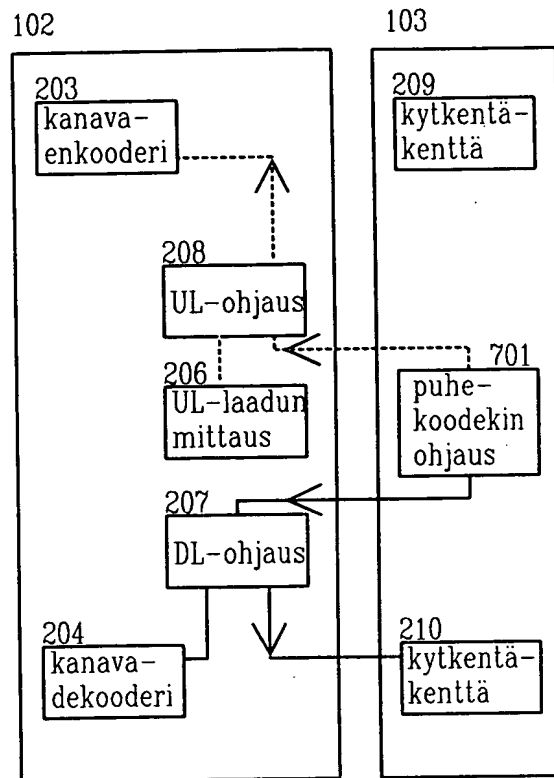 102
103
203
kanava-
enkooderi
209
kytkentä-
kenttä
208
UL-ohjaus
206
UL-laadun
mittaus
701
puhe-
koodekin
ohjaus
207
DL-ohjaus
204
kanava-
dekooderi
210
kytkentä-
kenttä